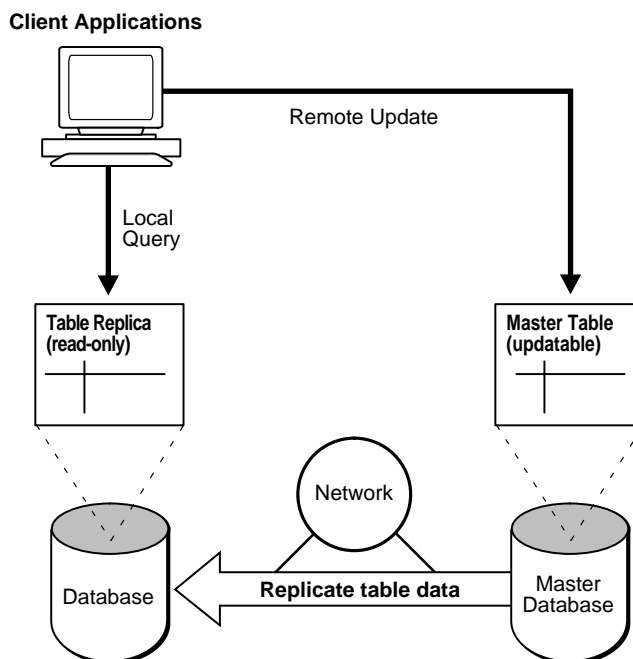 Client Applications
Remote Update
Local
Query
Table Replica
(read-only)
Master Table
(updatable)
Network
Database
Replicate table data
Master
Database